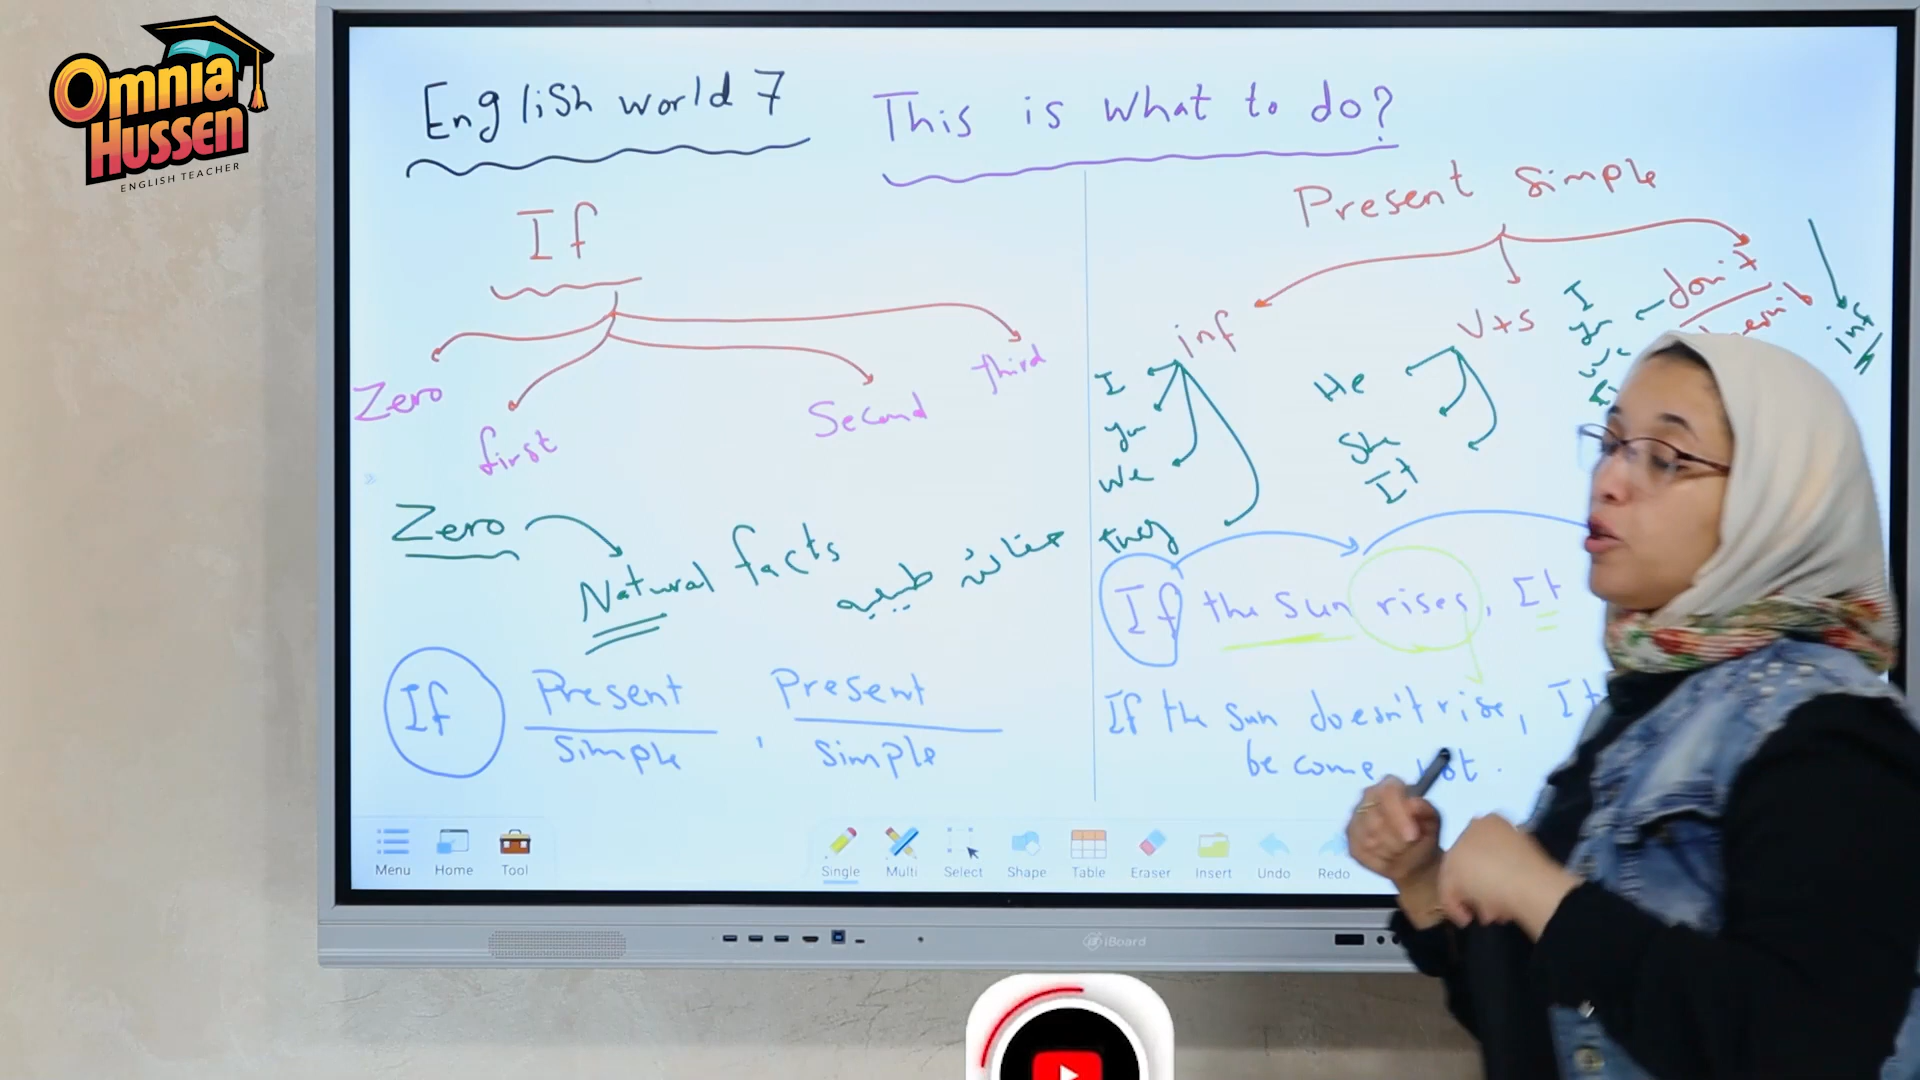 Omnia
Hussen
ENGLISH TEACHER
English world 7
This is what to do?
If
Zero
first
Second
third
Zero
Natural facts
حقائق طبيعيه
If Present simple , Present simple
Present simple
inf
I
you
We
they
V+s
He
She
It
don't
I
you
we
inf
If the sun rises, It
If the sun doesn't rise, It
become hot.
Menu
Home
Tool
Single
Multi
Select
Shape
Table
Eraser
Insert
Undo
Redo
iBoard